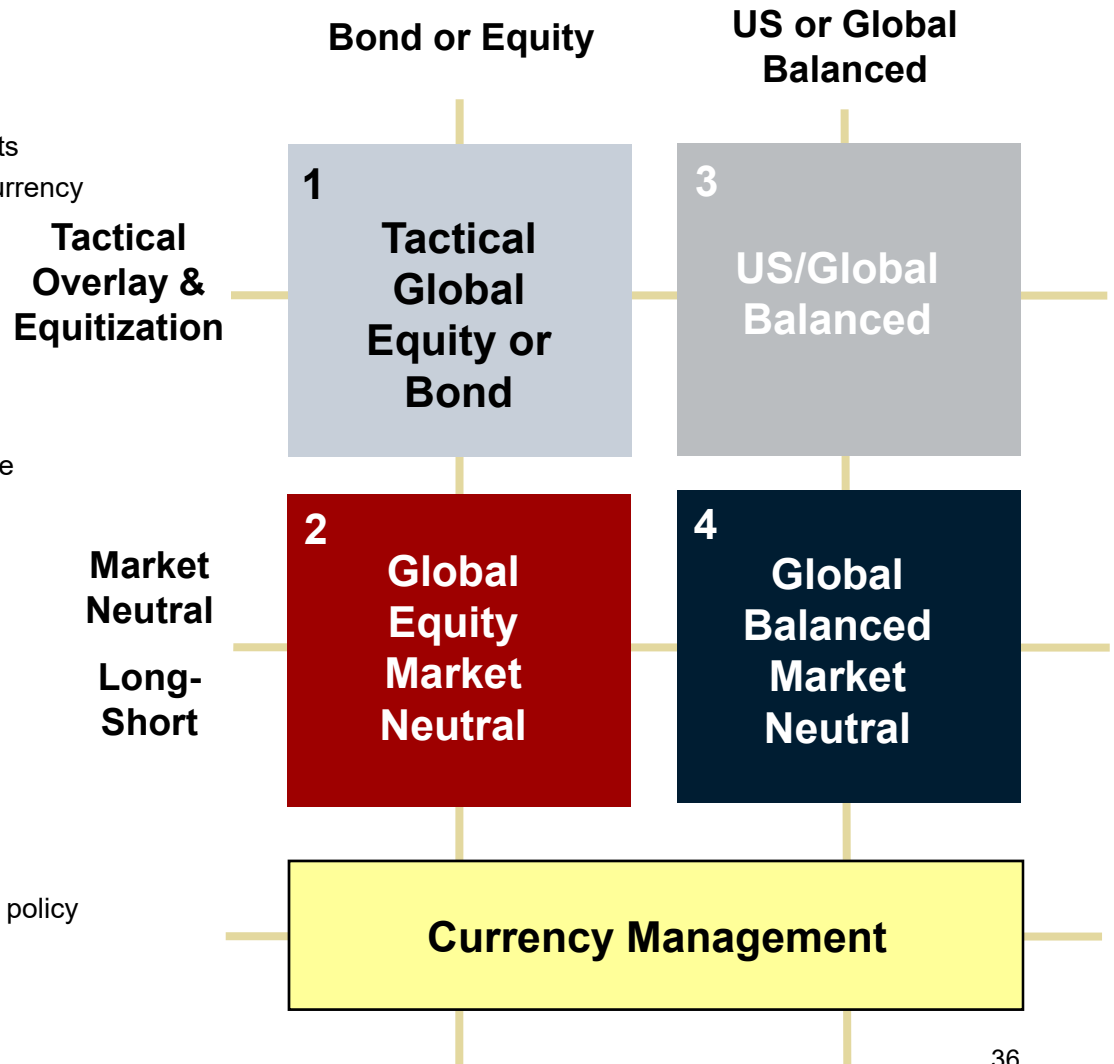 Bond or Equity
US or Global
Balanced
ts
urrency
Tactical
Overlay &
Equitization
1
Tactical
Global
Equity or
Bond
3
US/Global
Balanced
e
Market
Neutral
Long-
Short
2
Global
Equity
Market
Neutral
4
Global
Balanced
Market
Neutral
policy
Currency Management
36